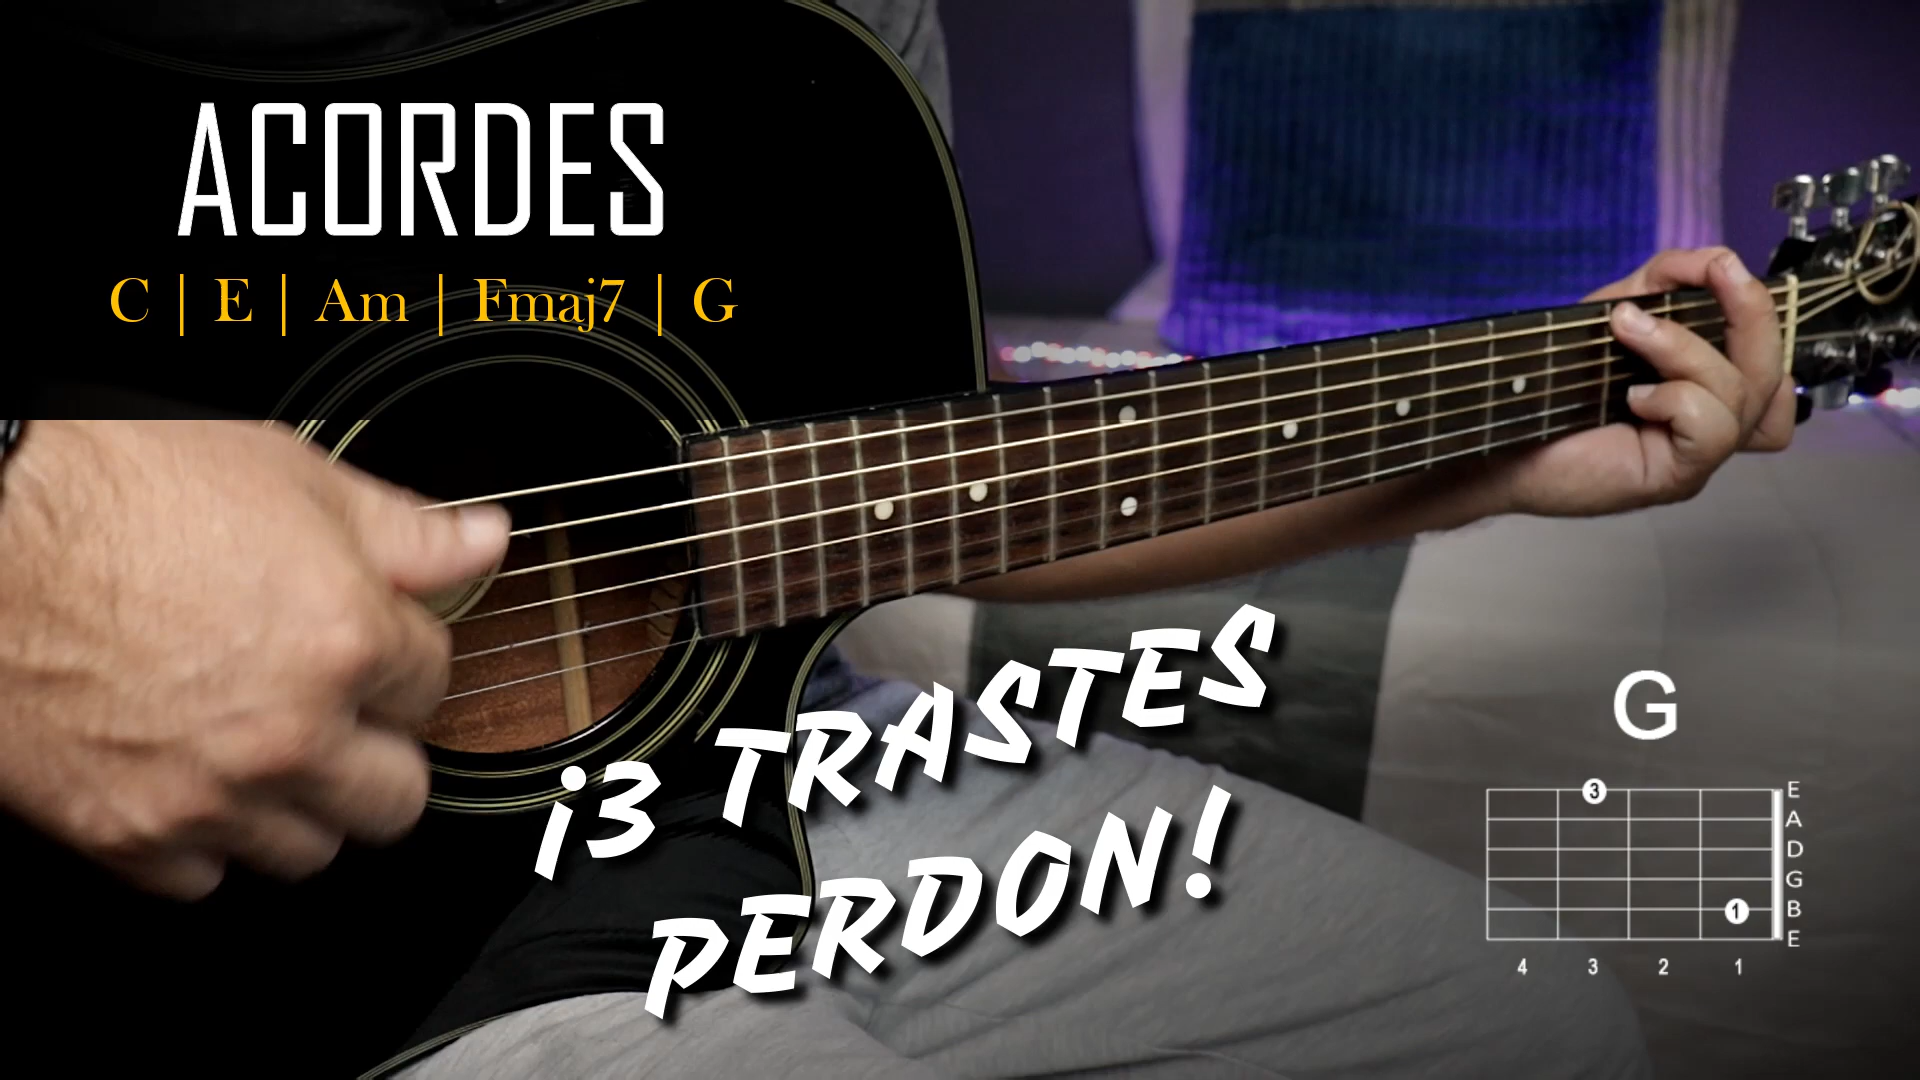 ACORDES
C | E | Am | Fmaj7 | G
¡3 TRASTES
PERDON!
G
3 E
A
D
G
1 B
E
4 3 2 1